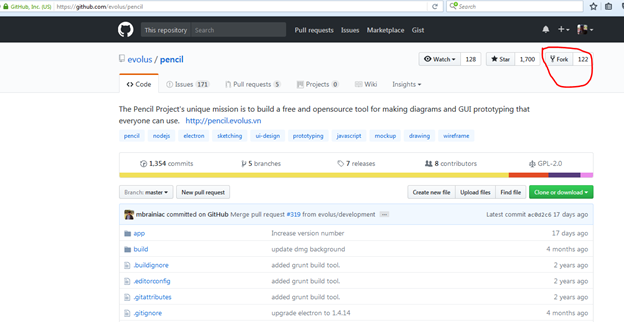 GitHub, Inc. (US) https://github.com/evolus/pencil Search
This repository Search Pull requests Issues Marketplace Gist
evolus / pencil Watch 128 Star 1,700 Fork 122
Code Issues 171 Pull requests 5 Projects 0 Wiki Insights
The Pencil Project's unique mission is to build a free and opensource tool for making diagrams and GUI prototyping that
everyone can use. http://pencil.evolus.vn
pencil nodejs electron sketching ui-design prototyping javascript mockup drawing wireframe
1,354 commits 5 branches 7 releases 8 contributors GPL-2.0
Branch: master New pull request Create new file Upload files Find file Clone or download
mbrainiac committed on GitHub Merge pull request #319 from evolus/development ... Latest commit ac0d2c6 17 days ago
app Increase version number 17 days ago
build update dmg background 4 months ago
.buildignore added grunt build tool. 2 years ago
.editorconfig added grunt build tool. 2 years ago
.gitattributes added grunt build tool. 2 years ago
.gitignore upgrade electron to 1.4.14 4 months ago